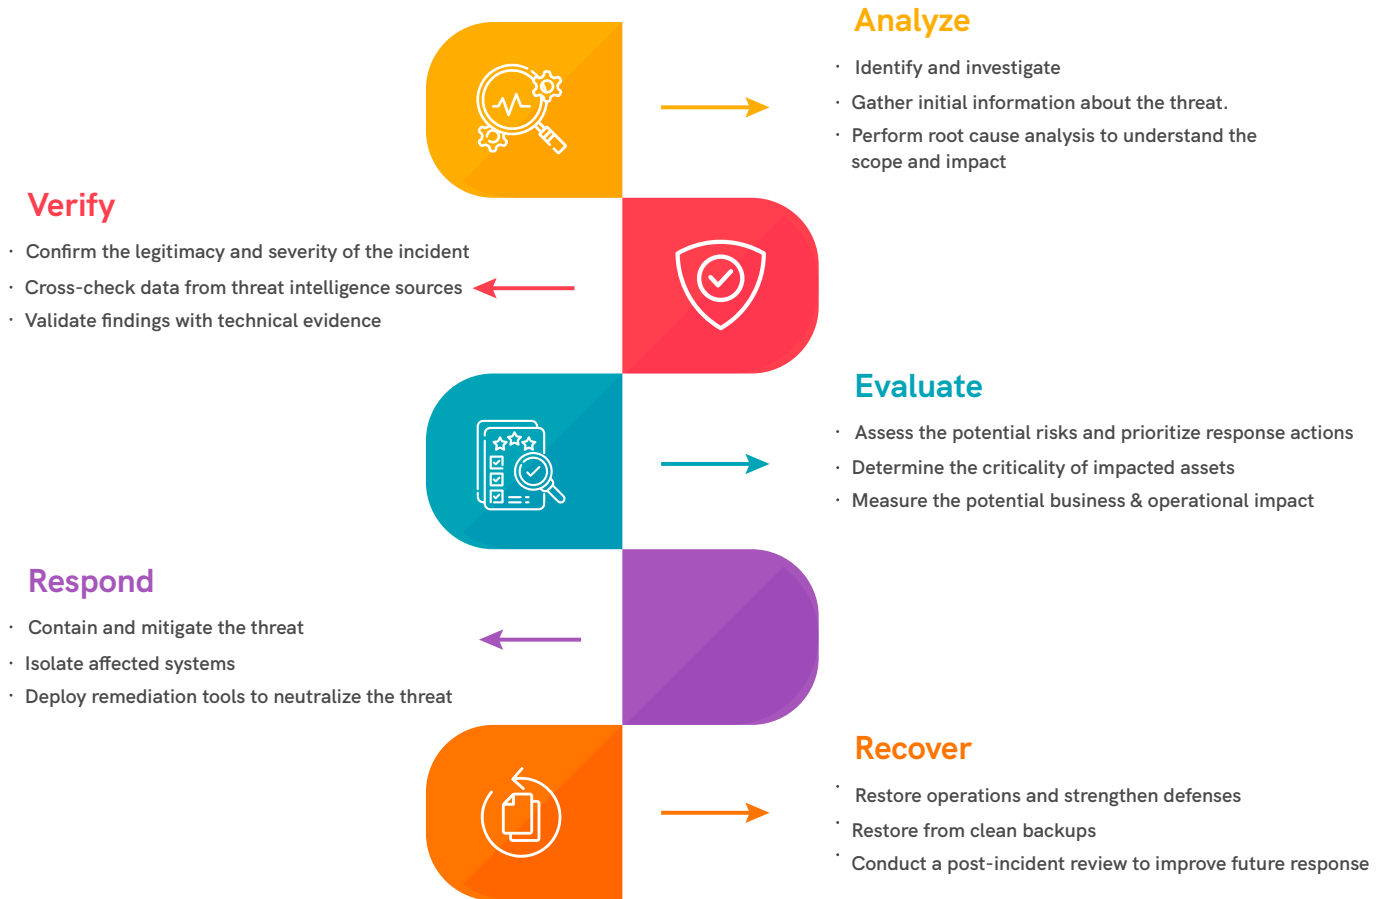 Analyze
· Identify and investigate
· Gather initial information about the threat.
· Perform root cause analysis to understand the
scope and impact
Verify
· Confirm the legitimacy and severity of the incident
· Cross-check data from threat intelligence sources
· Validate findings with technical evidence
Evaluate
· Assess the potential risks and prioritize response actions
· Determine the criticality of impacted assets
· Measure the potential business & operational impact
Respond
· Contain and mitigate the threat
· Isolate affected systems
· Deploy remediation tools to neutralize the threat
Recover
· Restore operations and strengthen defenses
· Restore from clean backups
· Conduct a post-incident review to improve future response